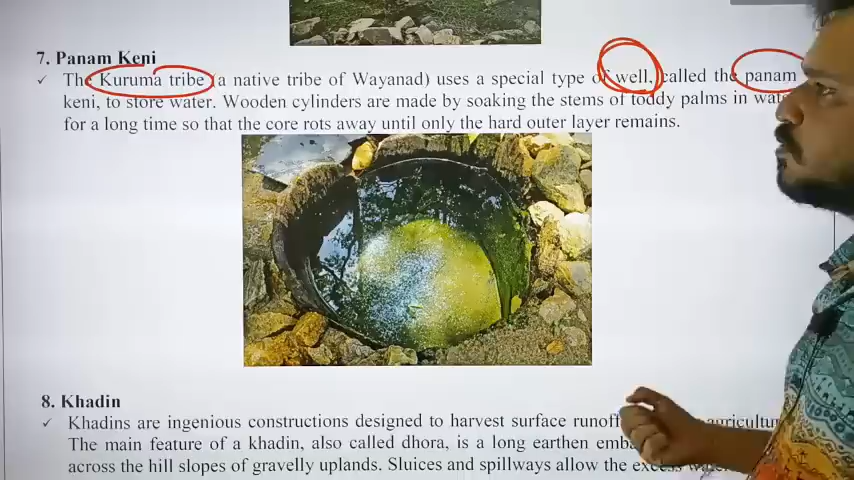 7. Panam Keni
✓ The Kuruma tribe (a native tribe of Wayanad) uses a special type of well, called the panam
keni, to store water. Wooden cylinders are made by soaking the stems of toddy palms in
for a long time so that the core rots away until only the hard outer layer remains.
8. Khadin
✓ Khadins are ingenious constructions designed to harvest surface runoff
The main feature of a khadin, also called dhora, is a long earthen
across the hill slopes of gravelly uplands. Sluices and spillways allow the